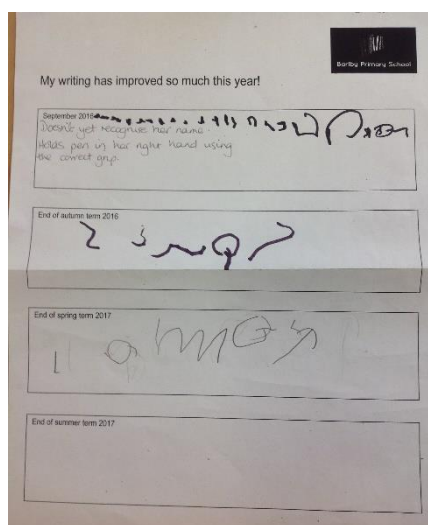 Barlby Primary School
My writing has improved so much this year!
September 2016
Doesn't yet recognise her name.
Holds pen in her right hand using
the correct grip.
End of autumn term 2016
End of spring term 2017
End of summer term 2017